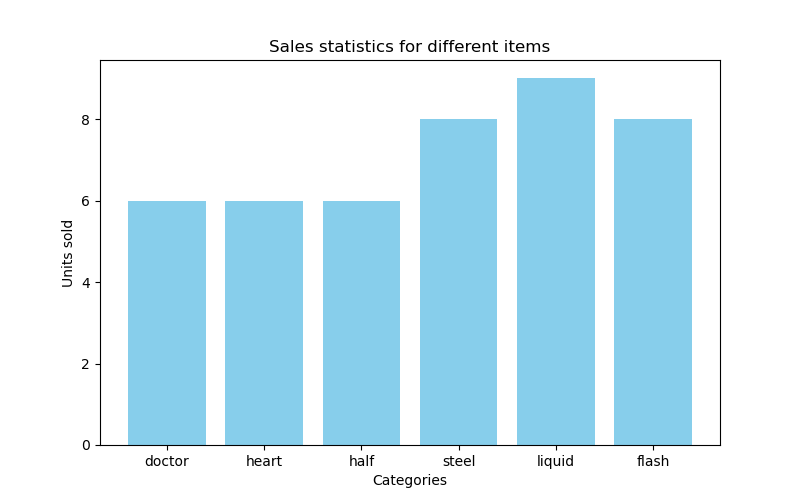 Sales statistics for different items
Units sold
8
6
4
2
0
doctor heart half steel liquid flash
Categories